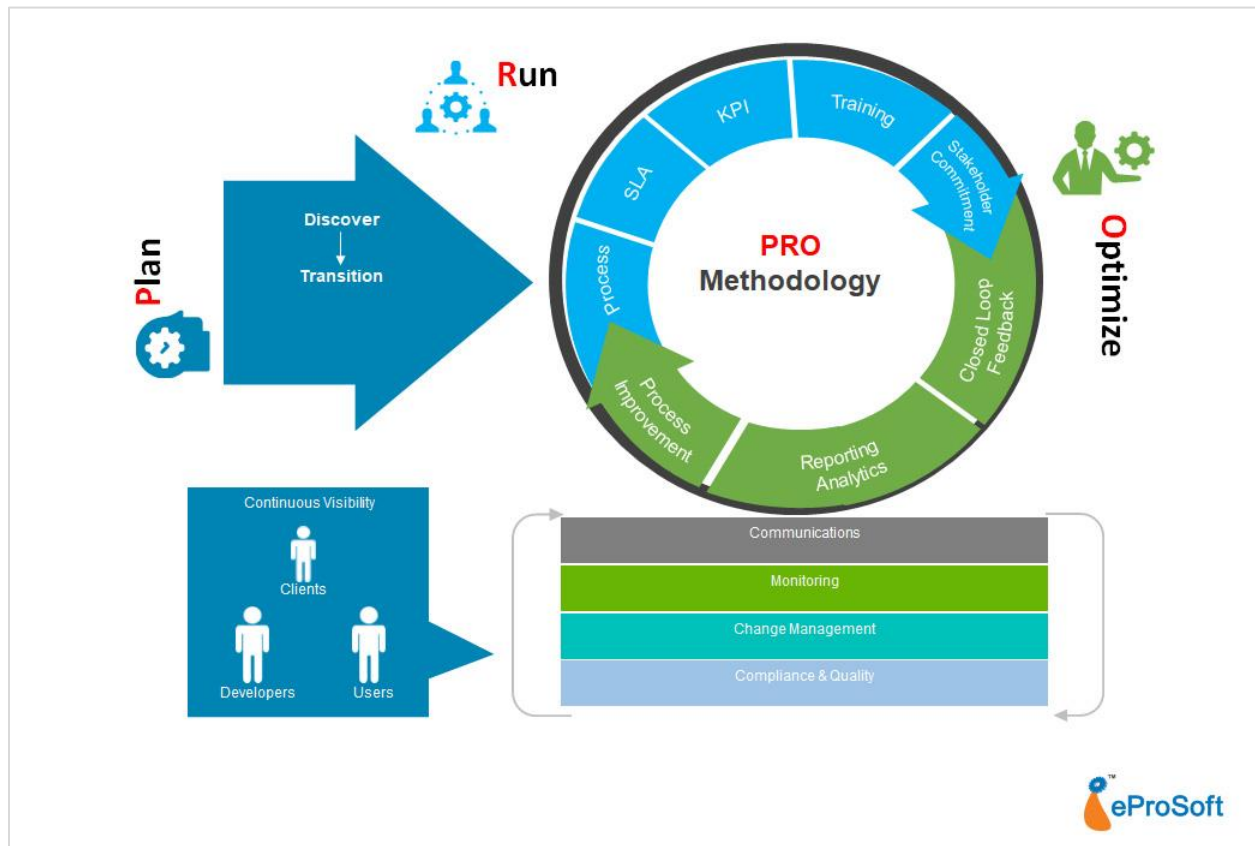 Run
Plan
Discover
Transition
Process
SLA
KPI
Training
Stakeholder
Commitment
PRO
Methodology
Optimize
Closed Loop
Feedback
Reporting
Analytics
Process
Improvement
Continuous Visibility
Clients
Developers
Users
Communications
Monitoring
Change Management
Compliance & Quality
eProSoft™